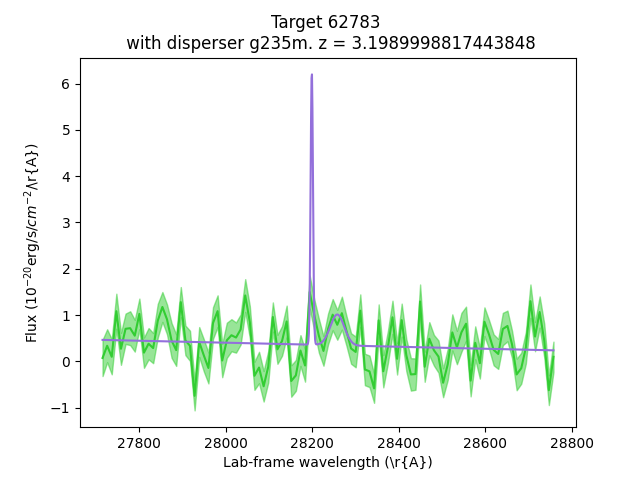 Target 62783
with disperser g235m. z = 3.1989998817443848
Flux (10^{-20}erg/s/cm^{-2}/\r{A})
6
5
4
3
2
1
0
−1
27800 28000 28200 28400 28600 28800
Lab-frame wavelength (\r{A})